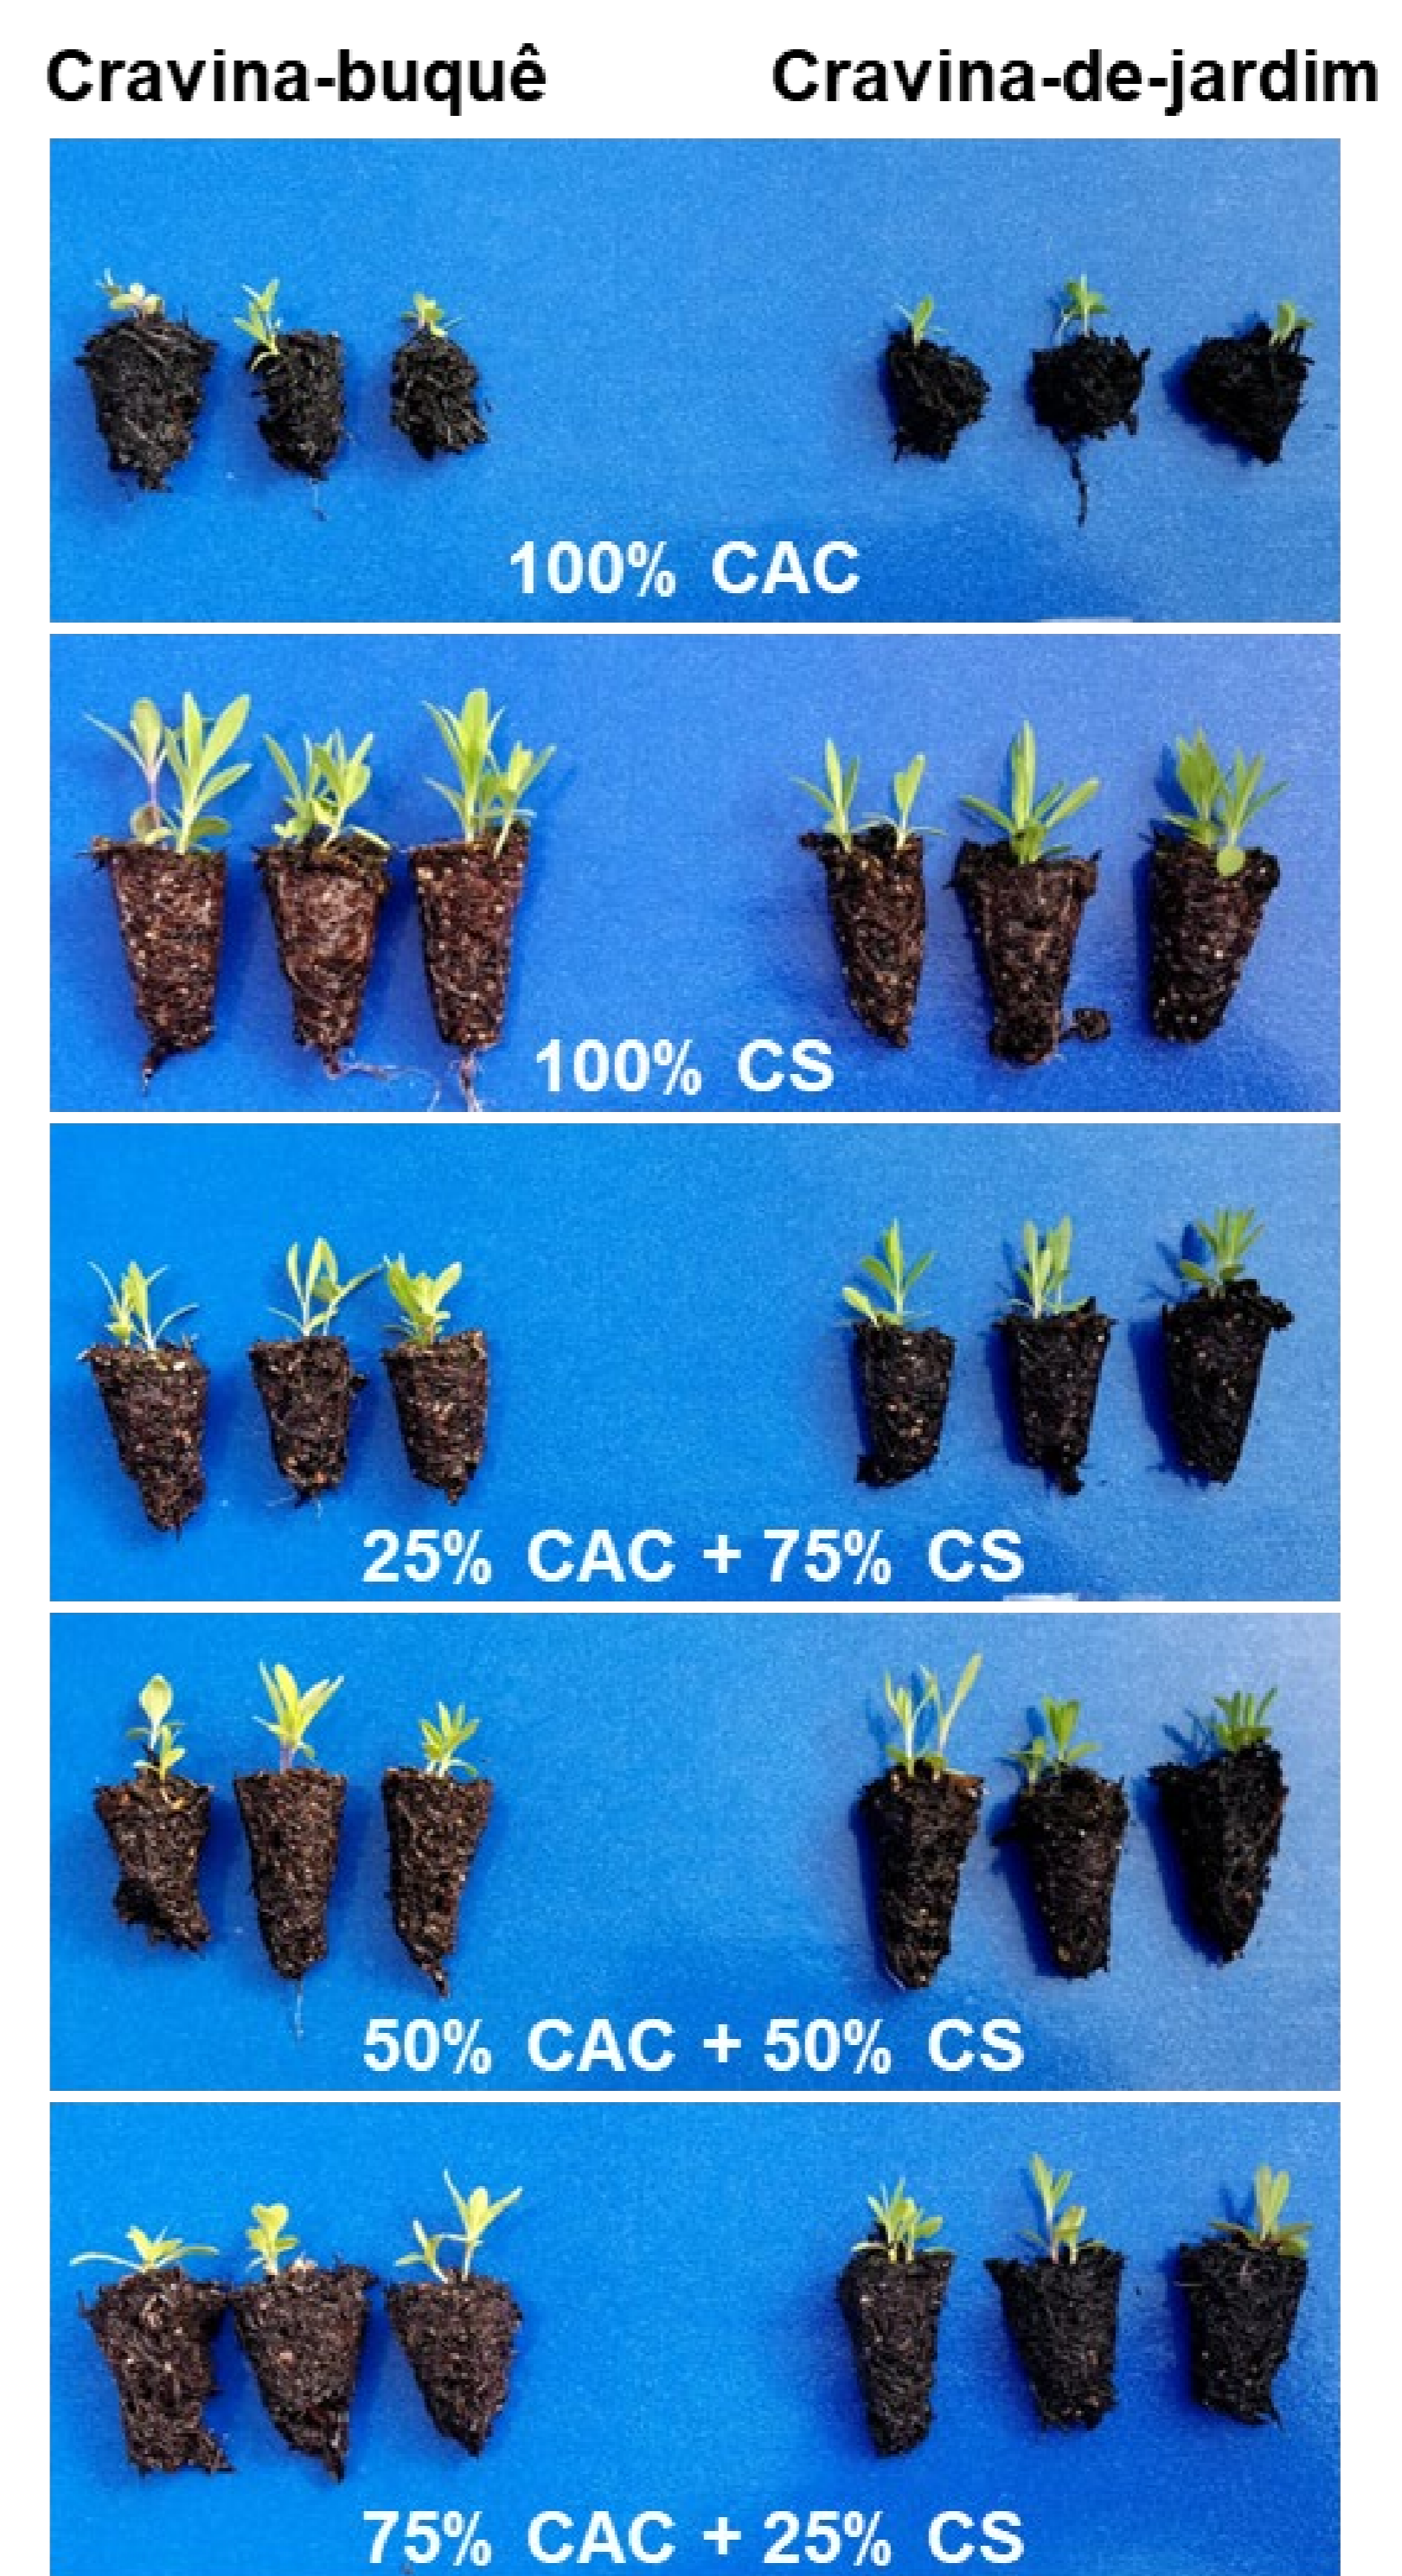 Cravina-buquê Cravina-de-jardim
100% CAC
100% CS
25% CAC + 75% CS
50% CAC + 50% CS
75% CAC + 25% CS